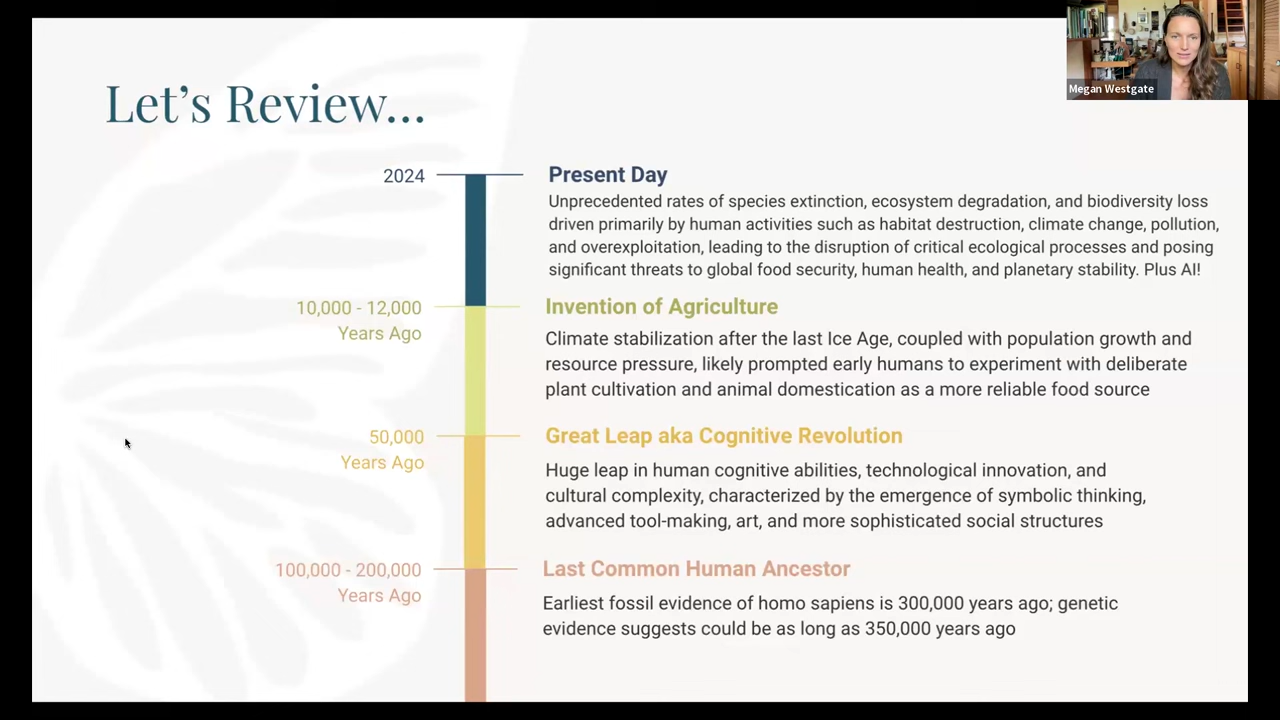 Megan Westgate
Let's Review...
2024
Present Day
Unprecedented rates of species extinction, ecosystem degradation, and biodiversity loss
driven primarily by human activities such as habitat destruction, climate change, pollution,
and overexploitation, leading to the disruption of critical ecological processes and posing
significant threats to global food security, human health, and planetary stability. Plus AI!
10,000 - 12,000
Years Ago
Invention of Agriculture
Climate stabilization after the last Ice Age, coupled with population growth and
resource pressure, likely prompted early humans to experiment with deliberate
plant cultivation and animal domestication as a more reliable food source
50,000
Years Ago
Great Leap aka Cognitive Revolution
Huge leap in human cognitive abilities, technological innovation, and
cultural complexity, characterized by the emergence of symbolic thinking,
advanced tool-making, art, and more sophisticated social structures
100,000 - 200,000
Years Ago
Last Common Human Ancestor
Earliest fossil evidence of homo sapiens is 300,000 years ago; genetic
evidence suggests could be as long as 350,000 years ago